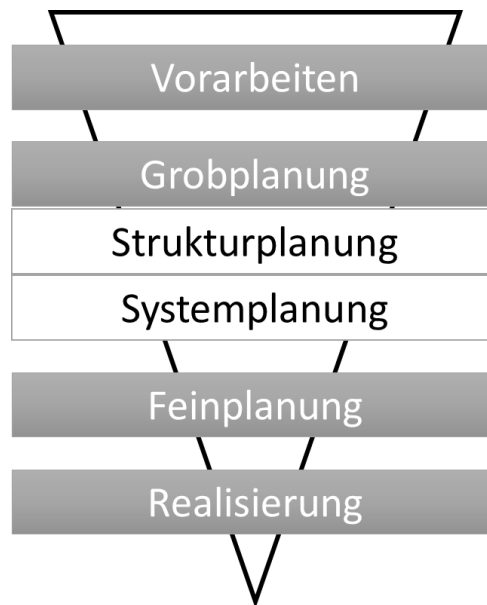 Vorarbeiten
Grobplanung
Strukturplanung
Systemplanung
Feinplanung
Realisierung